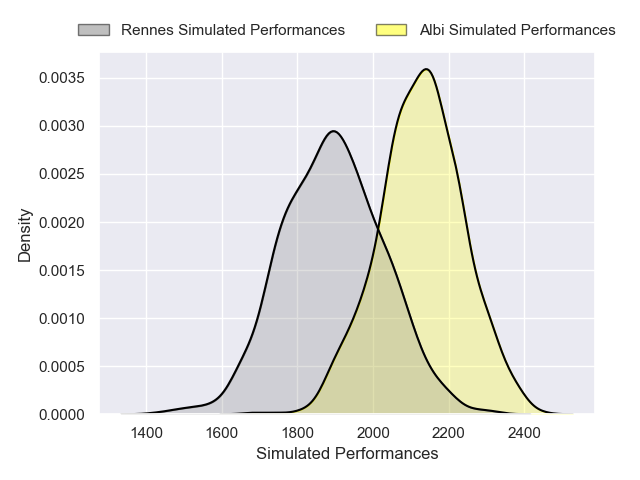 Rennes Simulated Performances Albi Simulated Performances
0.0035
0.0030
0.0025
0.0020
0.0015
0.0010
0.0005
0.0000
Density
1400 1600 1800 2000 2200 2400
Simulated Performances